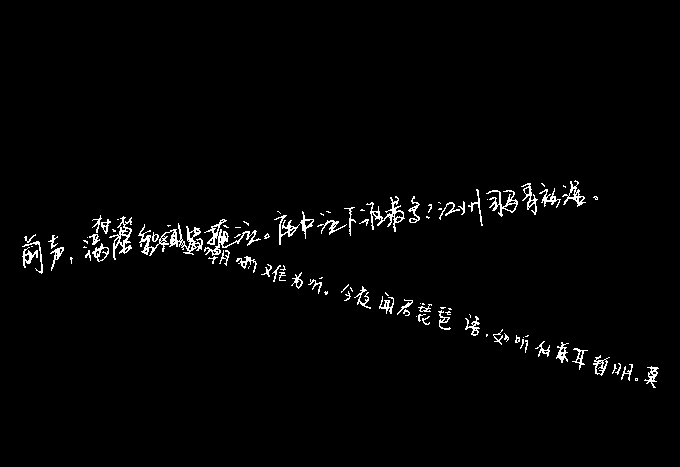 前声,满座重闻皆掩泣。座中泣下谁最多?江州司马青衫湿。
村笛嘲哳难为听。今夜闻君琵琶语,如听仙乐耳暂明。莫